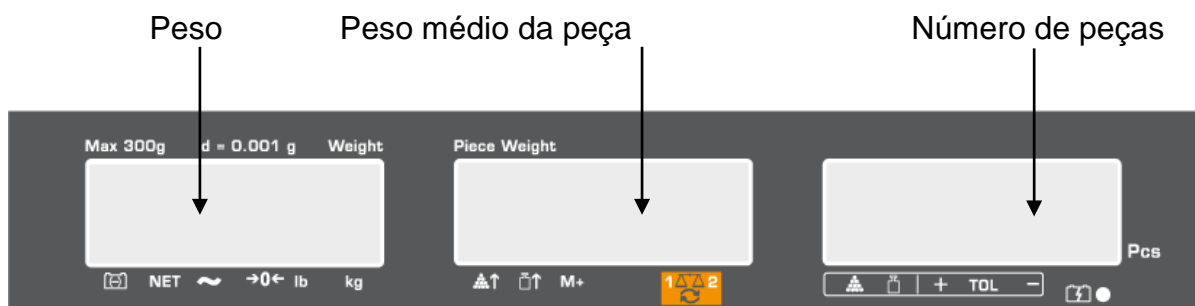 Peso Peso médio da peça Número de peças
Max 300g d = 0.001 g Weight Piece Weight
Pcs
NET →0← lb kg M+ 1 2 + TOL −